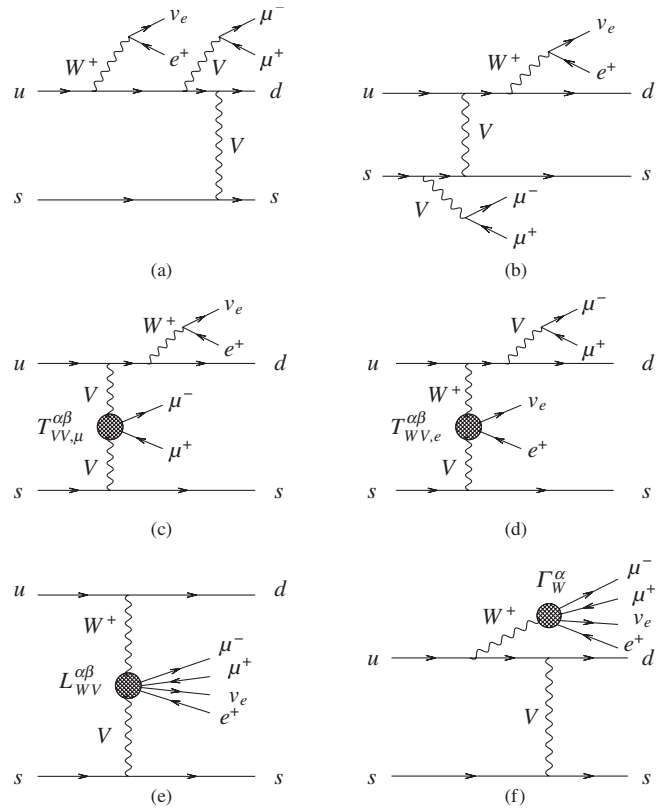 ν_e
μ⁻
W⁺ e⁺ V μ⁺
u d
V
s s
(a)
ν_e
W⁺ e⁺
u d
V
s s
V μ⁻
μ⁺
(b)
ν_e
W⁺ e⁺
u d
V
T^{αβ}_{VV,μ} μ⁻
μ⁺
V
s s
(c)
μ⁻
V μ⁺
u d
W⁺
T^{αβ}_{WV,e} ν_e
e⁺
V
s s
(d)
u d
W⁺
L^{αβ}_{WV} μ⁻
μ⁺
ν_e
e⁺
V
s s
(e)
Γ^α_W μ⁻
μ⁺
W⁺ ν_e
e⁺
u d
V
s s
(f)